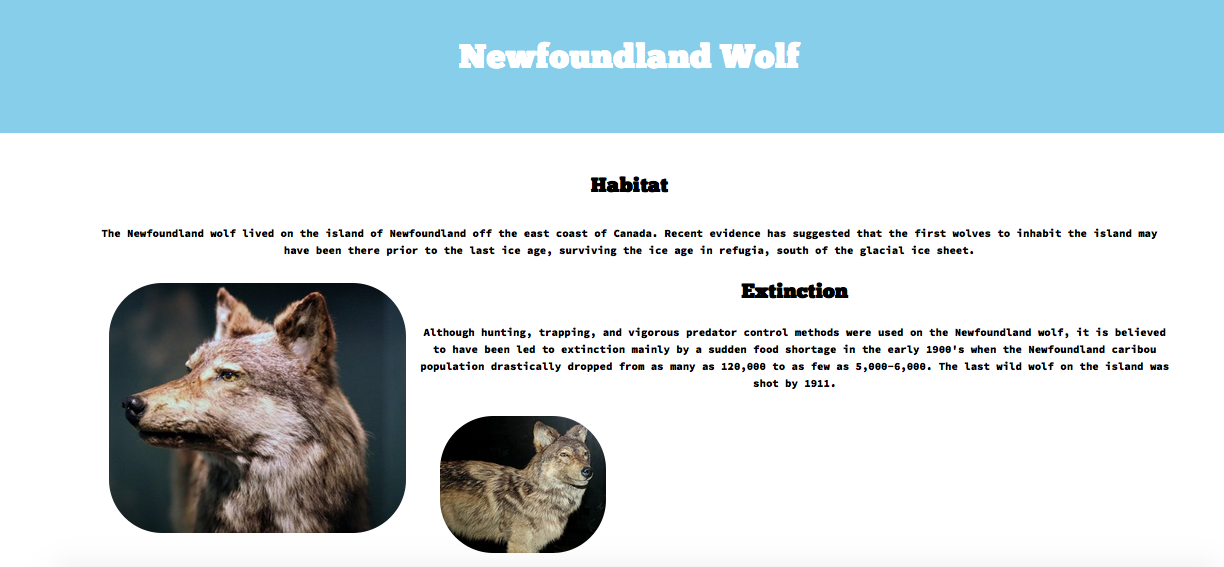 Newfoundland Wolf
Habitat
The Newfoundland wolf lived on the island of Newfoundland off the east coast of Canada. Recent evidence has suggested that the first wolves to inhabit the island may
have been there prior to the last ice age, surviving the ice age in refugia, south of the glacial ice sheet.
Extinction
Although hunting, trapping, and vigorous predator control methods were used on the Newfoundland wolf, it is believed
to have been led to extinction mainly by a sudden food shortage in the early 1900's when the Newfoundland caribou
population drastically dropped from as many as 120,000 to as few as 5,000-6,000. The last wild wolf on the island was
shot by 1911.